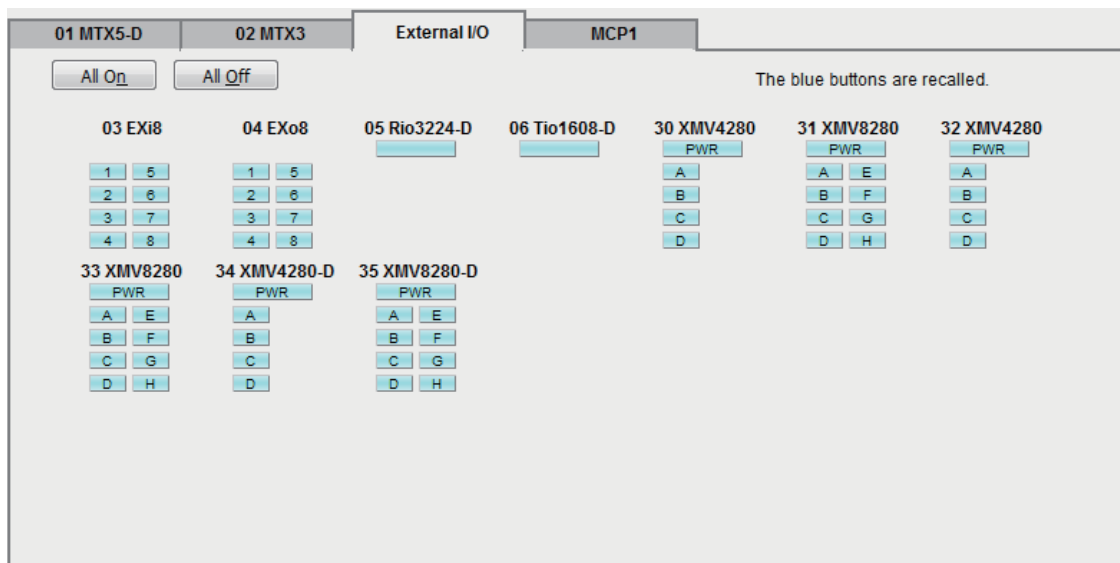 01 MTX5-D 02 MTX3 External I/O MCP1
All On All Off The blue buttons are recalled.
03 EXi8 04 EXo8 05 Rio3224-D 06 Tio1608-D 30 XMV4280 31 XMV8280 32 XMV4280
PWR PWR PWR
1 5 1 5 A A E A
2 6 2 6 B B F B
3 7 3 7 C C G C
4 8 4 8 D D H D
33 XMV8280 34 XMV4280-D 35 XMV8280-D
PWR PWR PWR
A E A A E
B F B B F
C G C C G
D H D D H